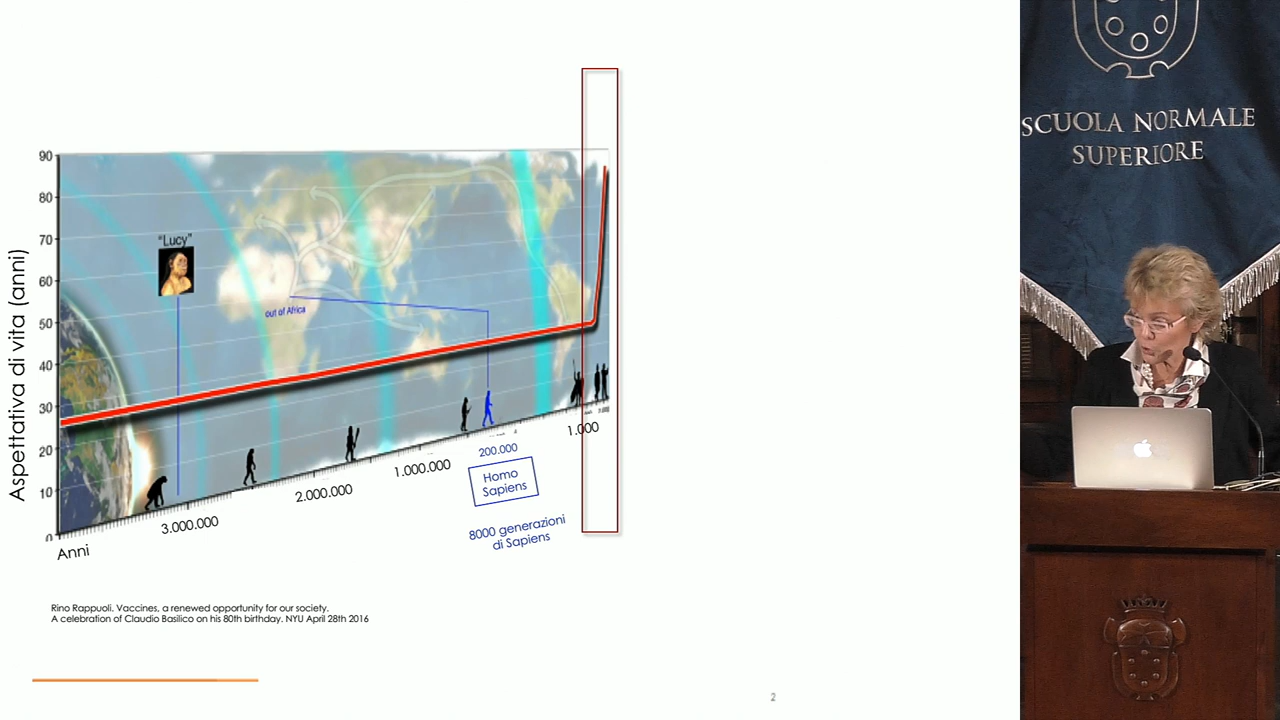 SCUOLA NORMALE
SUPERIORE
Aspettativa di vita (anni)
90
80
70
60
50
40
30
20
10
0
"Lucy"
out of Africa
3.000.000
2.000.000
1.000.000
200.000
1.000
Anni
Homo
Sapiens
8000 generazioni
di Sapiens
Rino Rappuoli. Vaccines, a renewed opportunity for our society.
A celebration of Claudio Basilico on his 80th birthday. NYU April 28th 2016
2